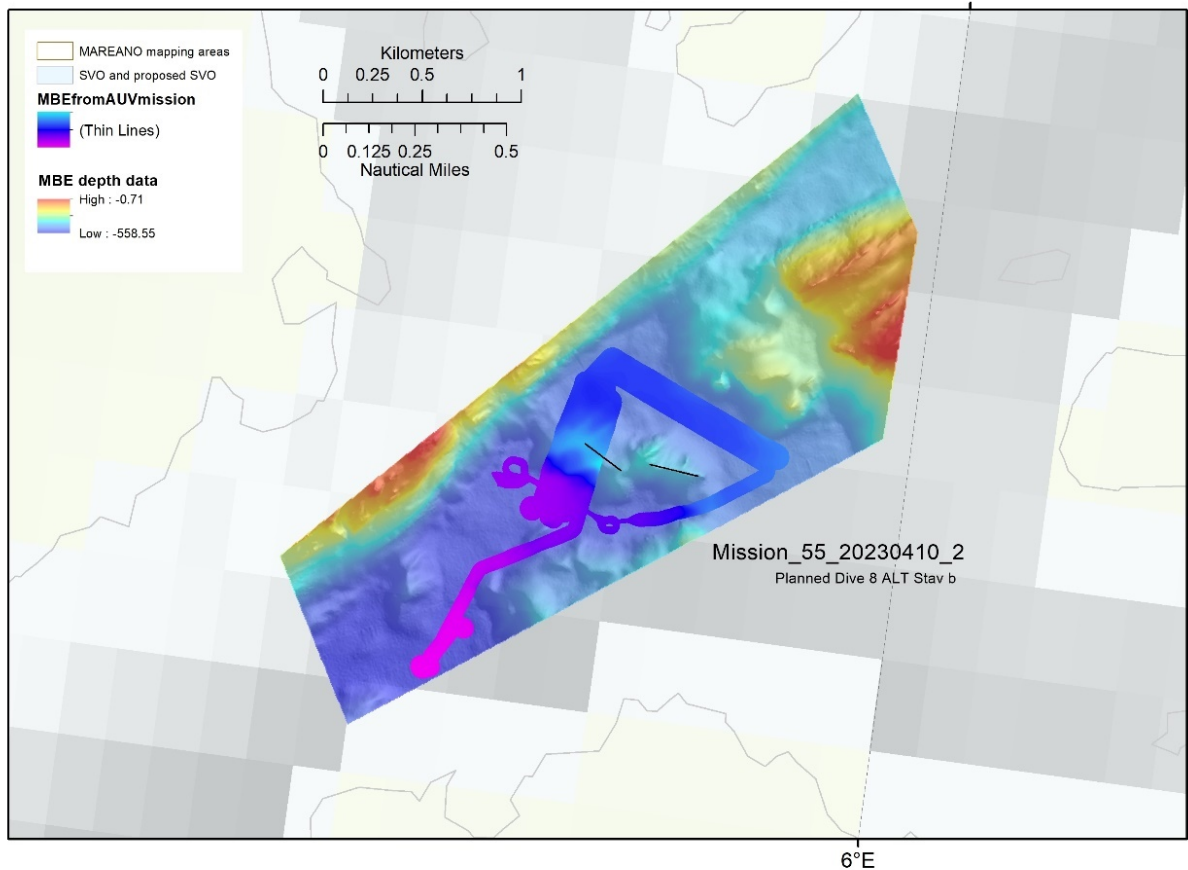 MAREANO mapping areas
SVO and proposed SVO
MBEfromAUVmission
(Thin Lines)
MBE depth data
High : -0.71
Low : -558.55
Kilometers
0 0.25 0.5 1
0 0.125 0.25 0.5
Nautical Miles
Mission_55_20230410_2
Planned Dive 8 ALT Stav b
6°E